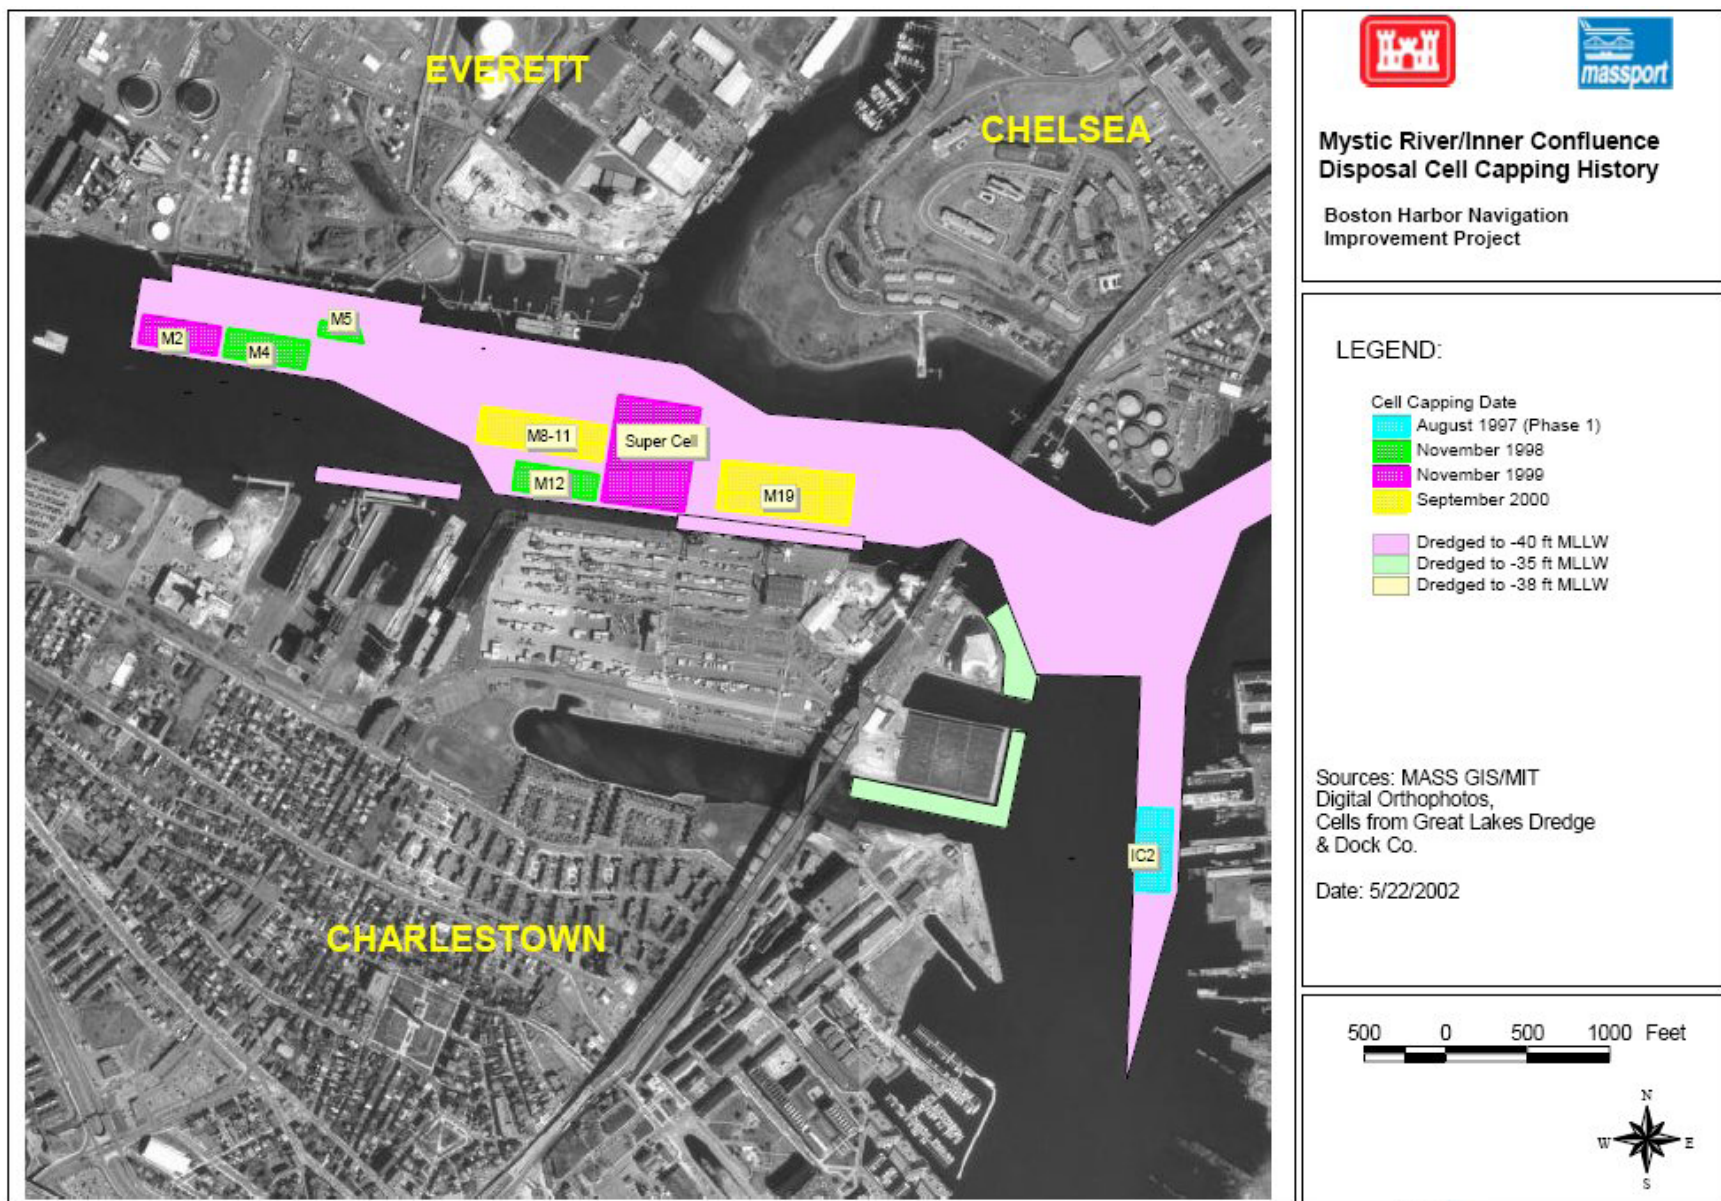 EVERETT
CHELSEA
M5
M2
M4
M8-11
Super Cell
M12
M19
IC2
CHARLESTOWN
massport
Mystic River/Inner Confluence
Disposal Cell Capping History
Boston Harbor Navigation
Improvement Project
LEGEND:
Cell Capping Date
August 1997 (Phase 1)
November 1998
November 1999
September 2000
Dredged to -40 ft MLLW
Dredged to -35 ft MLLW
Dredged to -38 ft MLLW
Sources: MASS GIS/MIT
Digital Orthophotos,
Cells from Great Lakes Dredge
& Dock Co.
Date: 5/22/2002
500 0 500 1000 Feet
N
W E
S